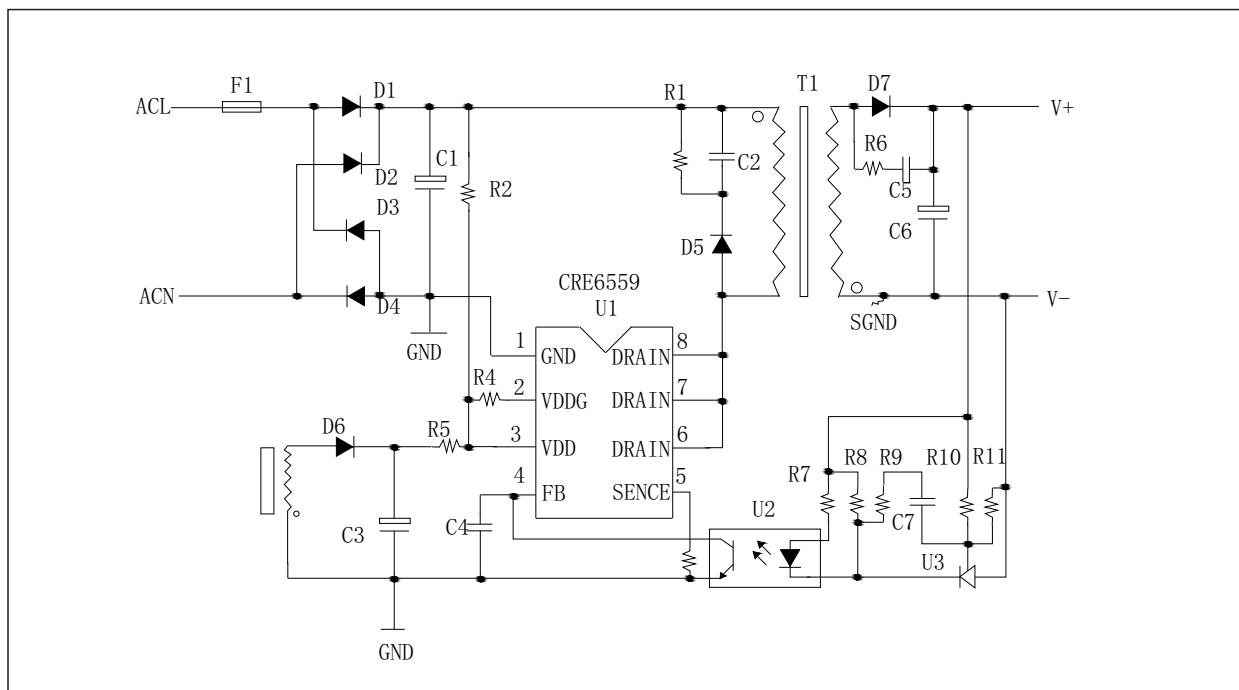 F1
D1
R1
T1
D7
ACL
V+
C1
C2
R6
D2
R2
C5
D3
C6
D5
CRE6559
ACN
D4
U1
V-
SGND
GND
1
GND
DRAIN
8
R4
2
VDDG
DRAIN
7
D6
R5
3
VDD
DRAIN
6
4
FB
SENCE
5
R7
R8
R9
R10
R11
C3
C4
U2
C7
U3
GND